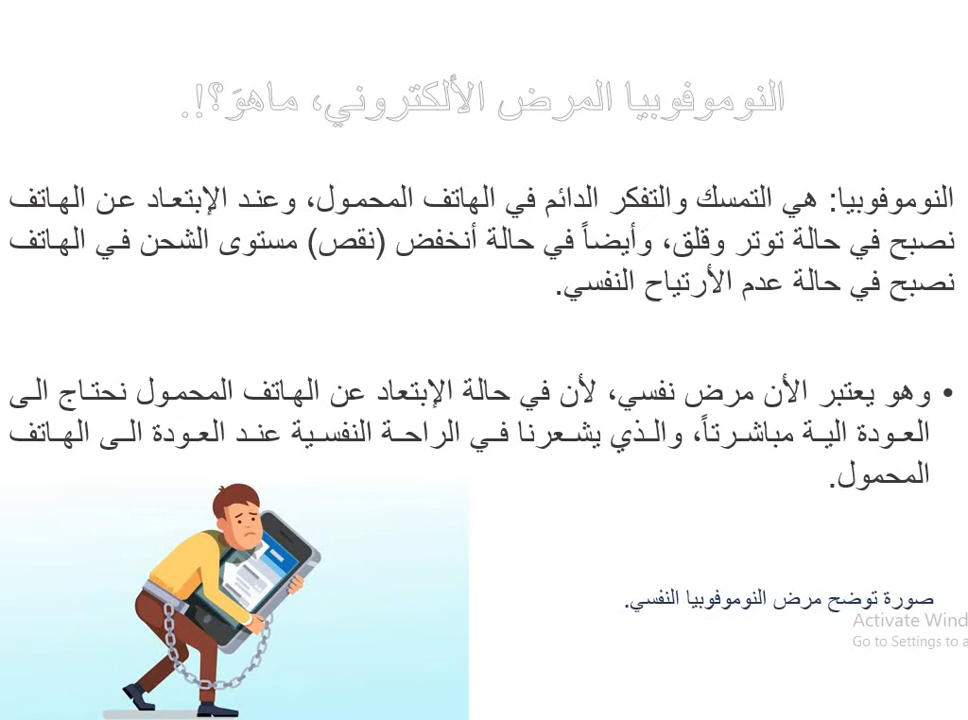 النوموفوبيا المرض الألكتروني، ماهوَ؟!.
النوموفوبيا: هي التمسك والتفكر الدائم في الهاتف المحمول، وعند الإبتعاد عن الهاتف
نصبح في حالة توتر وقلق، وأيضاً في حالة أنخفض (نقص) مستوى الشحن في الهاتف
نصبح في حالة عدم الأرتياح النفسي.
• وهو يعتبر الأن مرض نفسي، لأن في حالة الإبتعاد عن الهاتف المحمول نحتاج الى
العودة الية مباشرتاً، والذي يشعرنا في الراحة النفسية عند العودة الى الهاتف
المحمول.
صورة توضح مرض النوموفوبيا النفسي.
Activate Wind
Go to Settings to a